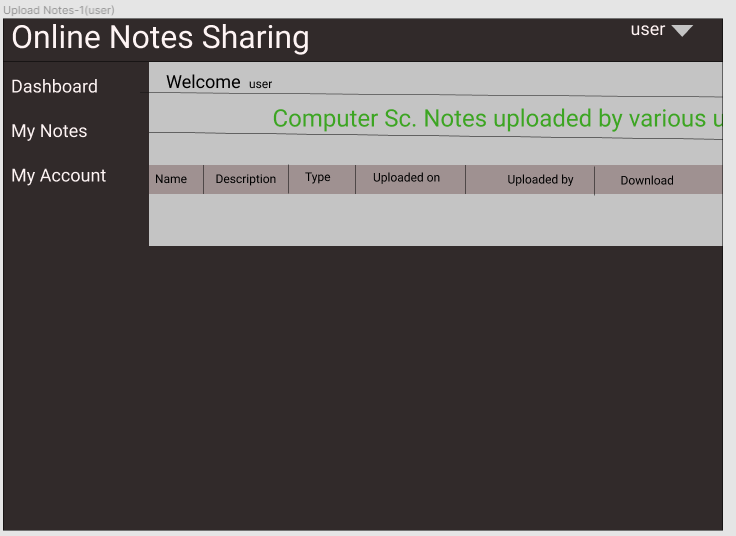 Upload Notes-1(user)
Online Notes Sharing
user
Dashboard
My Notes
My Account
Welcome user
Computer Sc. Notes uploaded by various u
Name Description Type Uploaded on Uploaded by Download